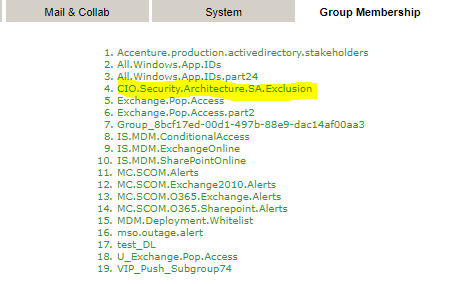 Mail & Collab System Group Membership
1. Accenture.production.activedirectory.stakeholders
2. All.Windows.App.IDs
3. All.Windows.App.IDs.part24
4. CIO.Security.Architecture.SA.Exclusion
5. Exchange.Pop.Access
6. Exchange.Pop.Access.part2
7. Group_8bcf17ed-00d1-497b-88e9-dac14af00aa3
8. IS.MDM.ConditionalAccess
9. IS.MDM.ExchangeOnline
10. IS.MDM.SharePointOnline
11. MC.SCOM.Alerts
12. MC.SCOM.Exchange2010.Alerts
13. MC.SCOM.O365.Exchange.Alerts
14. MC.SCOM.O365.Sharepoint.Alerts
15. MDM.Deployment.Whitelist
16. mso.outage.alert
17. test_DL
18. U_Exchange.Pop.Access
19. VIP_Push_Subgroup74